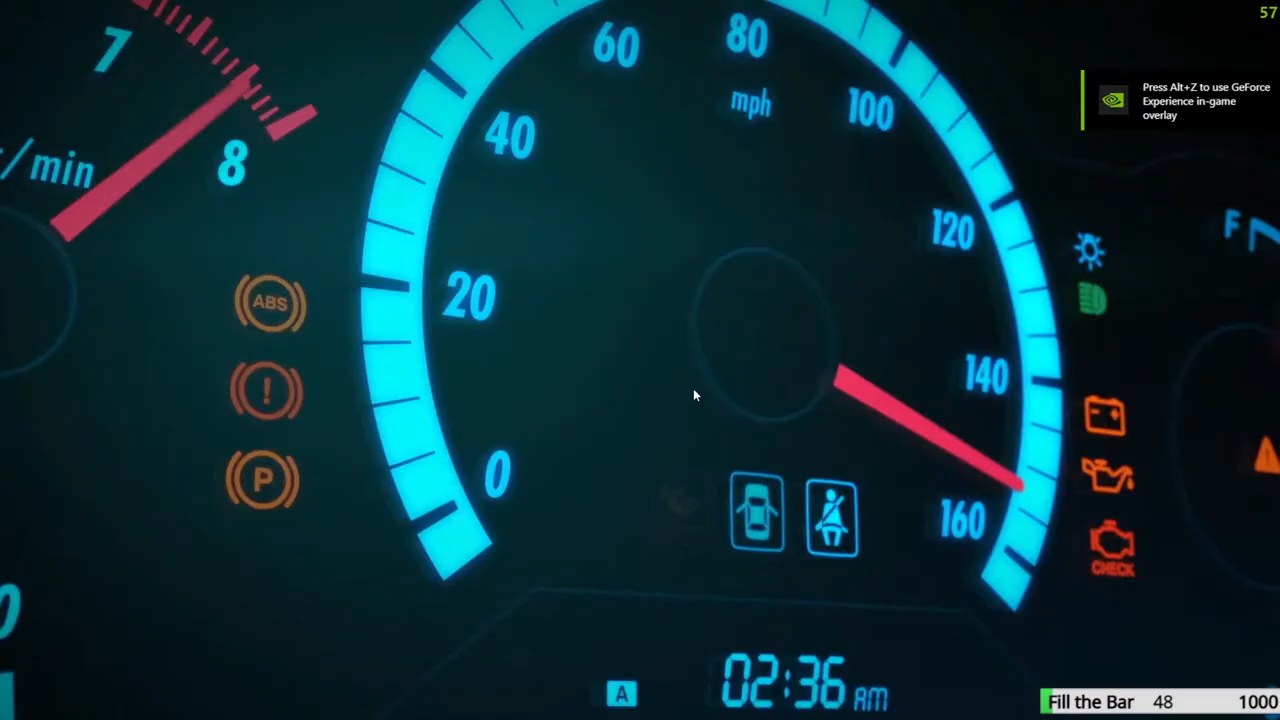 57
Press Alt+Z to use GeForce
Experience in-game
overlay
7
8
/min
60
80
mph
40
100
20
120
0
140
160
F
ABS
!
P
CHECK
A
02:36 AM
Fill the Bar 48 1000